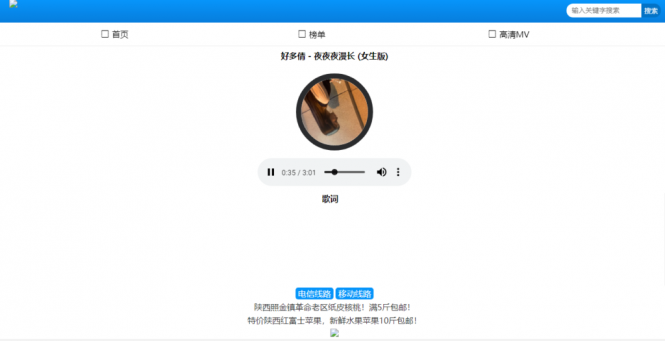 输入关键字搜索 搜索
首页 榜单 高清MV
好多倩 - 夜夜夜漫长 (女生版)
0:35 / 3:01
歌词
电信线路 移动线路
陕西照金镇革命老区纸皮核桃！满5斤包邮！
特价陕西红富士苹果，新鲜水果苹果10斤包邮！